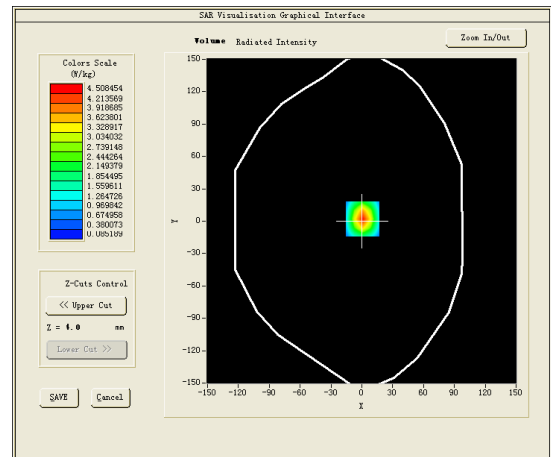 SAR Visualisation Graphical Interface
Volume Radiated Intensity
Zoom In/Out
Colors Scale
(W/kg)
4.508454
4.213569
3.918685
3.623801
3.328917
3.034032
2.739148
2.444264
2.149379
1.854495
1.559611
1.264726
0.969842
0.674958
0.380073
0.085189
Z-Cuts Control
<< Upper Cut
Z = 4.0 mm
Lower Cut >>
SAVE Cancel
150
120
90
60
30
0
-30
-60
-90
-120
-150
Y
-150 -120 -90 -60 -30 0 30 60 90 120 150
X